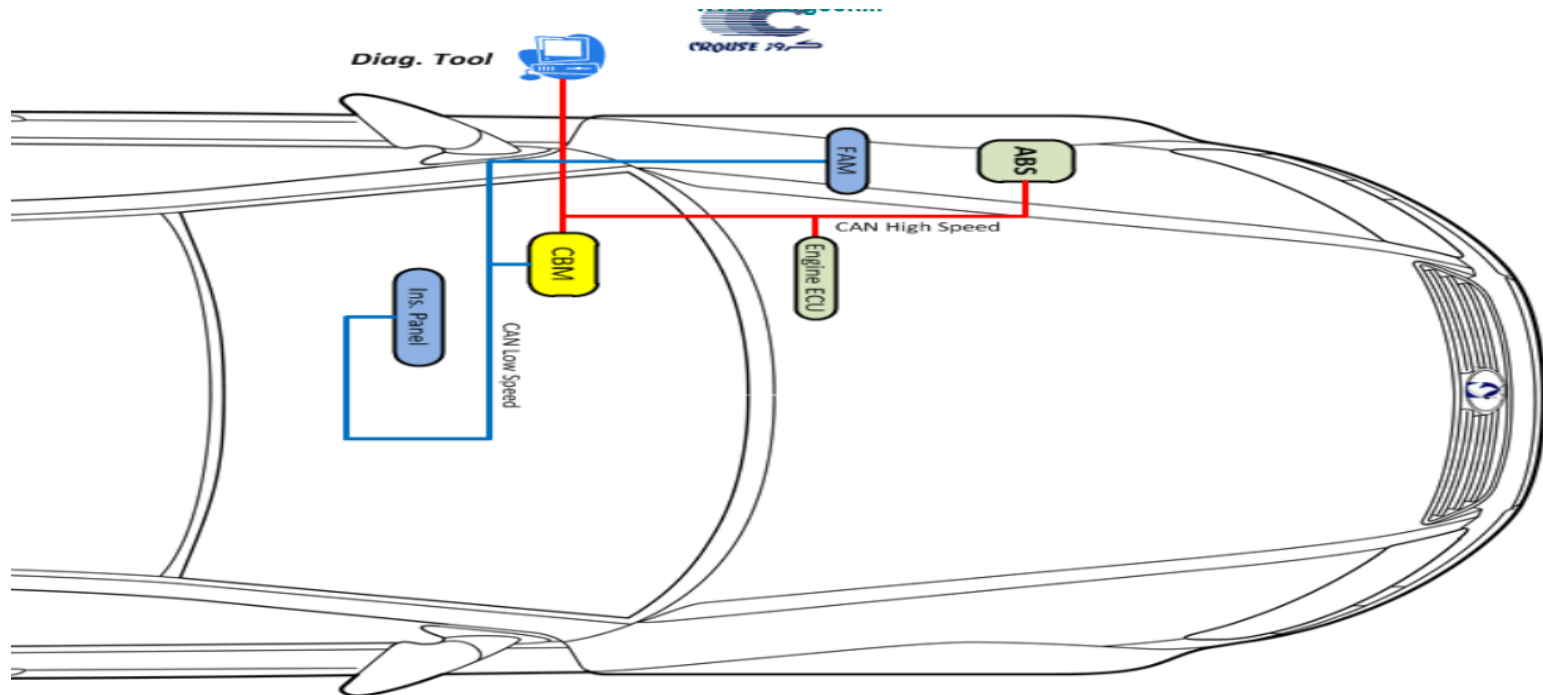 CROUSE کروز
Diag. Tool
FAM
ABS
CAN High Speed
CBM
Engine ECU
Ins. Panel
CAN Low Speed